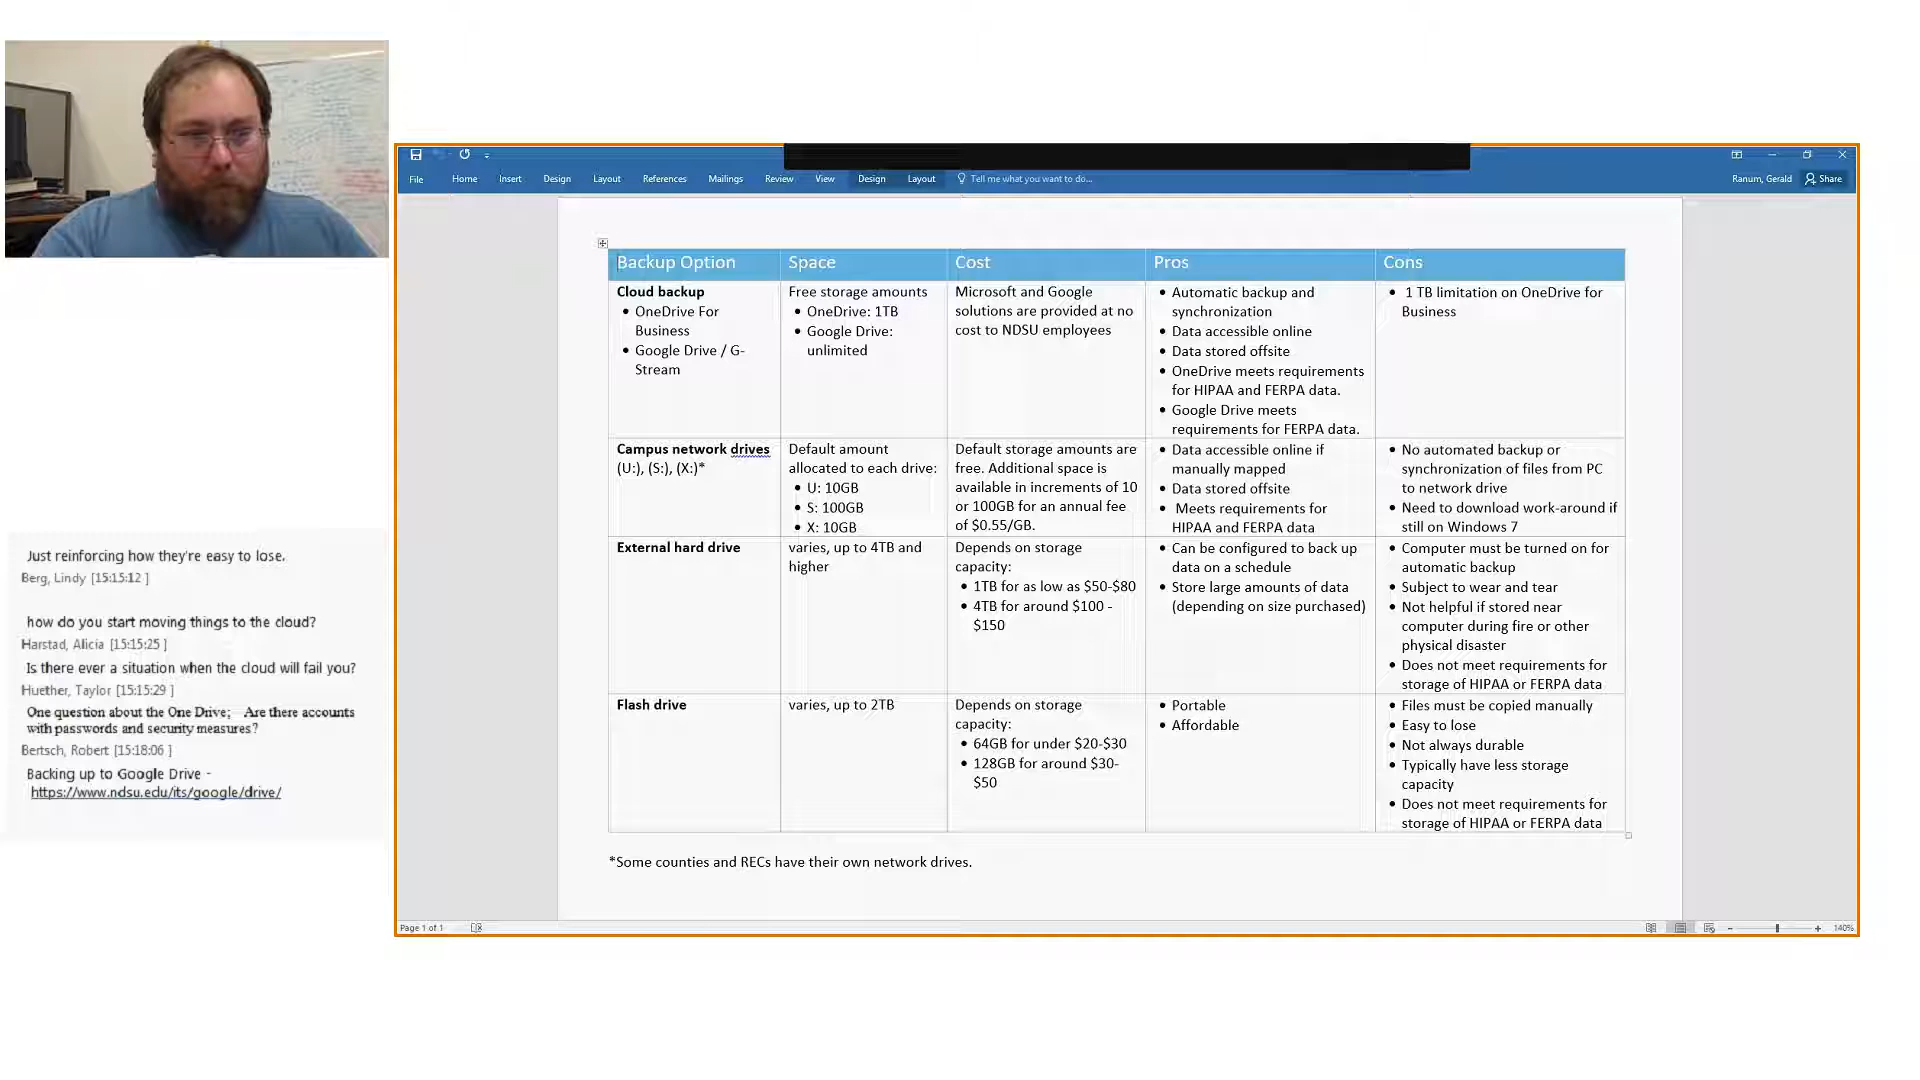 File Home Insert Design Layout References Mailings Review View Design Layout Tell me what you want to do... Ranum, Gerald Share
Backup Option Space Cost Pros Cons
Cloud backup
• OneDrive For
Business
• Google Drive / G-
Stream
Free storage amounts
• OneDrive: 1TB
• Google Drive:
unlimited
Microsoft and Google
solutions are provided at no
cost to NDSU employees
• Automatic backup and
synchronization
• Data accessible online
• Data stored offsite
• OneDrive meets requirements
for HIPAA and FERPA data.
• Google Drive meets
requirements for FERPA data.
• 1 TB limitation on OneDrive for
Business
Campus network drives
(U:), (S:), (X:)*
Default amount
allocated to each drive:
• U: 10GB
• S: 100GB
• X: 10GB
Default storage amounts are
free. Additional space is
available in increments of 10
or 100GB for an annual fee
of $0.55/GB.
• Data accessible online if
manually mapped
• Data stored offsite
• Meets requirements for
HIPAA and FERPA data
• No automated backup or
synchronization of files from PC
to network drive
• Need to download work-around if
still on Windows 7
External hard drive
varies, up to 4TB and
higher
Depends on storage
capacity:
• 1TB for as low as $50-$80
• 4TB for around $100 -
$150
• Can be configured to back up
data on a schedule
• Store large amounts of data
(depending on size purchased)
• Computer must be turned on for
automatic backup
• Subject to wear and tear
• Not helpful if stored near
computer during fire or other
physical disaster
• Does not meet requirements for
storage of HIPAA or FERPA data
Flash drive
varies, up to 2TB
Depends on storage
capacity:
• 64GB for under $20-$30
• 128GB for around $30-
$50
• Portable
• Affordable
• Files must be copied manually
• Easy to lose
• Not always durable
• Typically have less storage
capacity
• Does not meet requirements for
storage of HIPAA or FERPA data
*Some counties and RECs have their own network drives.
Page 1 of 1
140%
Just reinforcing how they're easy to lose.
Berg, Lindy [15:15:12 ]
how do you start moving things to the cloud?
Harstad, Alicia [15:15:25 ]
Is there ever a situation when the cloud will fail you?
Huether, Taylor [15:15:29 ]
One question about the One Drive; Are there accounts
with passwords and security measures?
Bertsch, Robert [15:18:06 ]
Backing up to Google Drive -
https://www.ndsu.edu/its/google/drive/